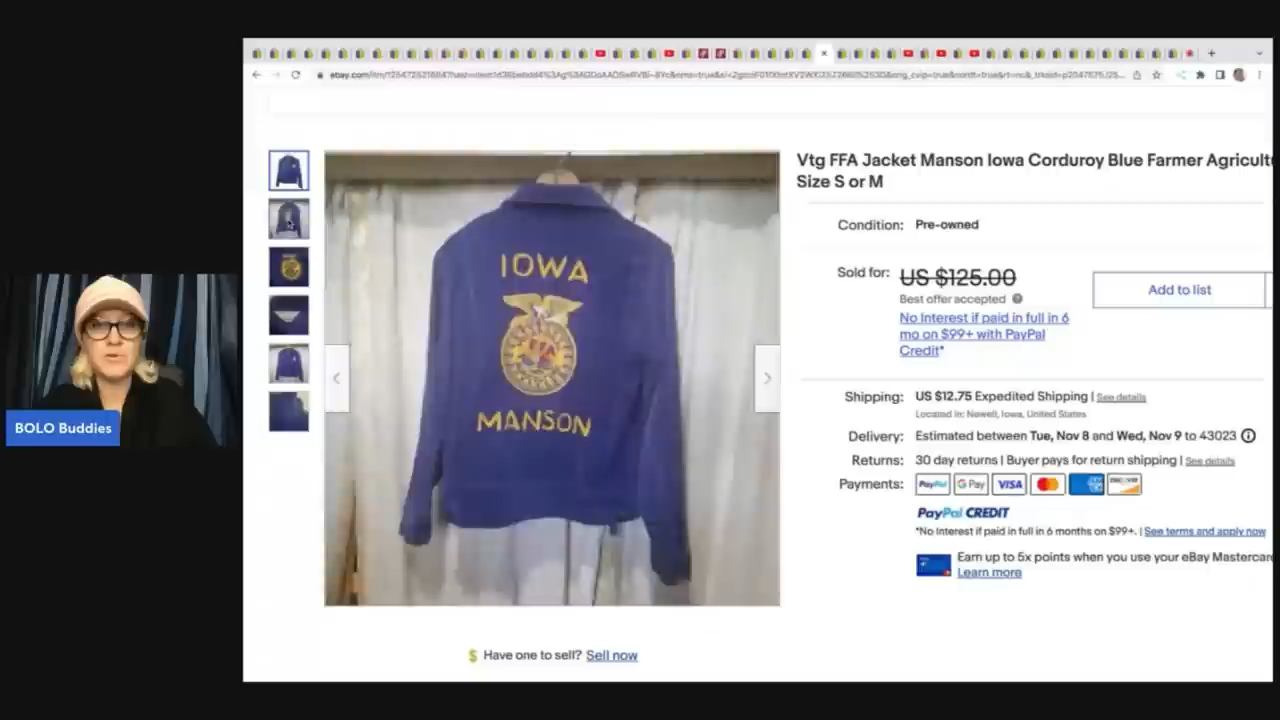 Vtg FFA Jacket Manson Iowa Corduroy Blue Farmer Agricultu
Size S or M
Condition: Pre-owned
Sold for: US $125.00
Best offer accepted
No Interest if paid in full in 6
mo on $99+ with PayPal
Credit*
Add to list
IOWA
MANSON
BOLO Buddies
Shipping: US $12.75 Expedited Shipping | See details
Located in: Newell, Iowa, United States
Delivery: Estimated between Tue, Nov 8 and Wed, Nov 9 to 43023
Returns: 30 day returns | Buyer pays for return shipping | See details
Payments: PayPal G Pay VISA
DISCOVER
PayPal CREDIT
*No Interest if paid in full in 6 months on $99+. | See terms and apply now
Earn up to 5x points when you use your eBay Mastercard
Learn more
$ Have one to sell? Sell now